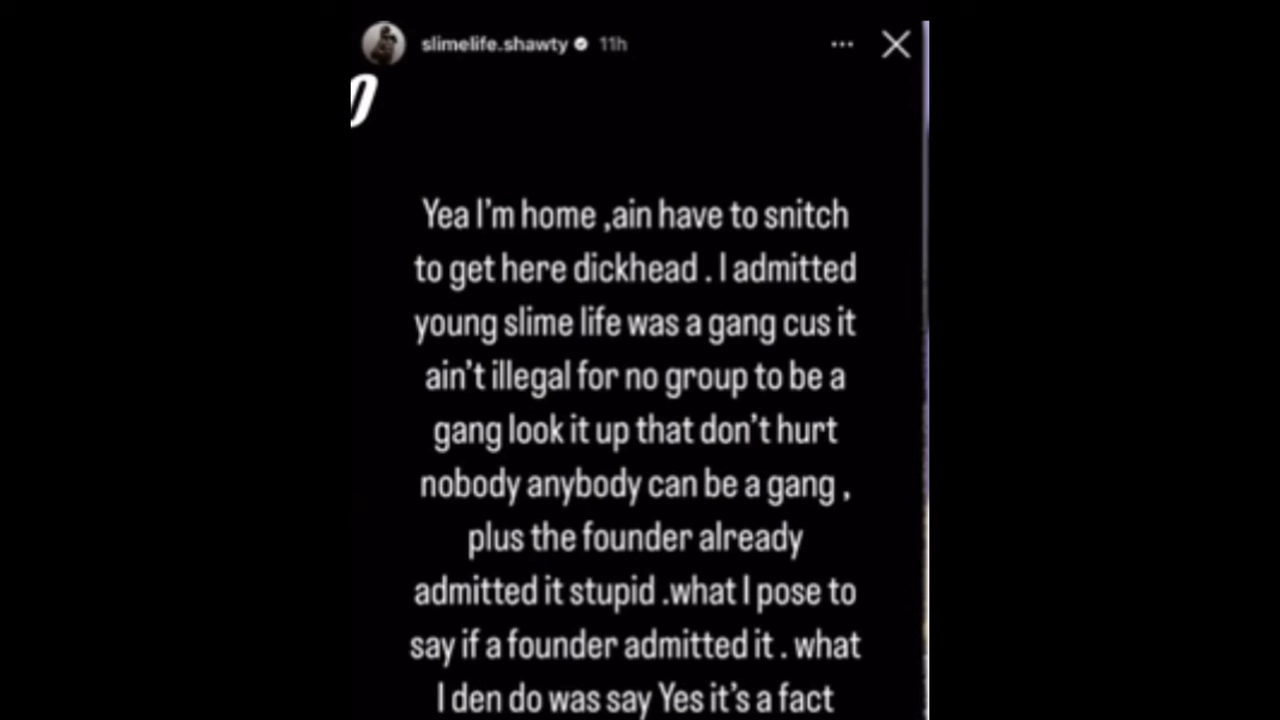 slimelife.shawty 11h
Yea I'm home ,ain have to snitch
to get here dickhead . I admitted
young slime life was a gang cus it
ain't illegal for no group to be a
gang look it up that don't hurt
nobody anybody can be a gang ,
plus the founder already
admitted it stupid .what I pose to
say if a founder admitted it . what
I den do was say Yes it's a fact